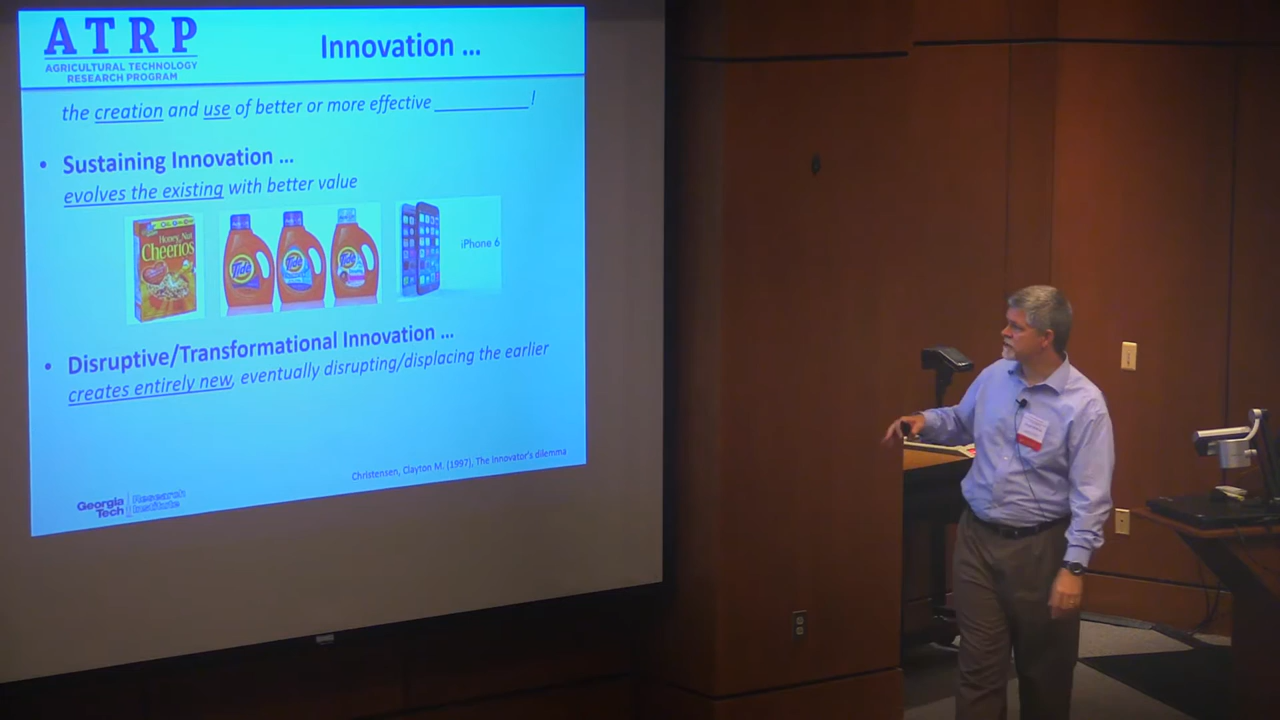 ATRP
AGRICULTURAL TECHNOLOGY
RESEARCH PROGRAM
Innovation ...
the creation and use of better or more effective __________!
• Sustaining Innovation ...
evolves the existing with better value
Honey Nut
Cheerios
Tide Tide Tide
iPhone 6
• Disruptive/Transformational Innovation ...
creates entirely new, eventually disrupting/displacing the earlier
Christensen, Clayton M. (1997), The Innovator's dilemma
Georgia Tech
Research Institute